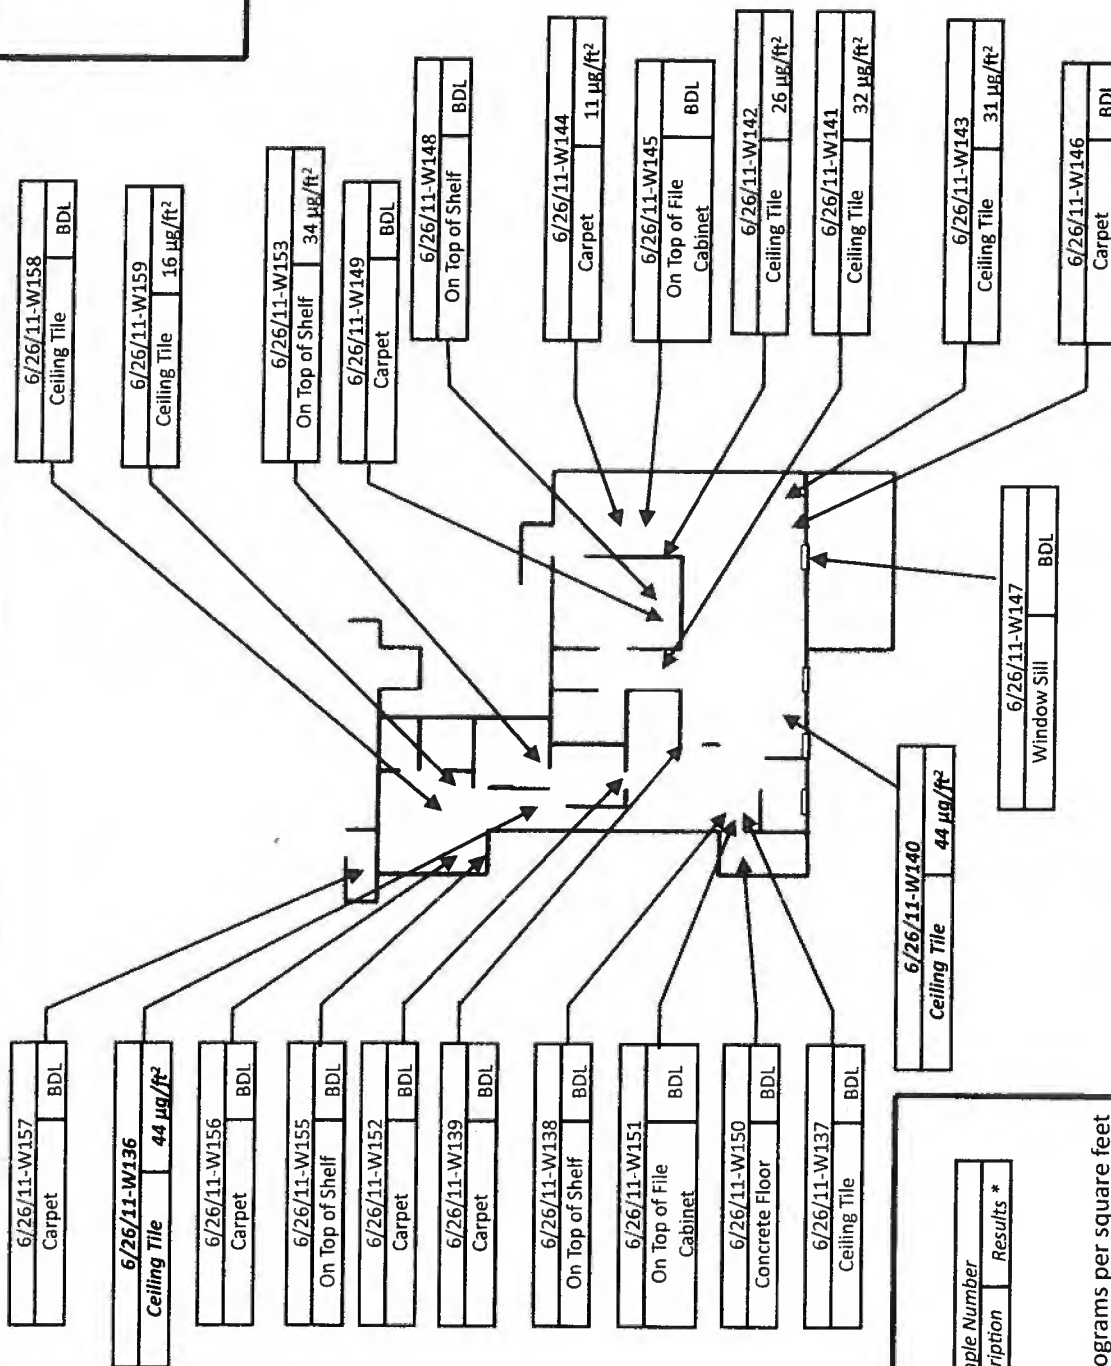 6/26/11-W158
Ceiling Tile BDL
6/26/11-W159
Ceiling Tile 16 µg/ft²
6/26/11-W153
On Top of Shelf 34 µg/ft²
6/26/11-W149
Carpet BDL
6/26/11-W148
On Top of Shelf BDL
6/26/11-W144
Carpet 11 µg/ft²
6/26/11-W145
On Top of File BDL
Cabinet
6/26/11-W142
Ceiling Tile 26 µg/ft²
6/26/11-W141
Ceiling Tile 32 µg/ft²
6/26/11-W143
Ceiling Tile 31 µg/ft²
6/26/11-W146
Carpet BDL
6/26/11-W147
Window Sill BDL
6/26/11-W140
Ceiling Tile 44 µg/ft²
6/26/11-W157
Carpet BDL
6/26/11-W136
Ceiling Tile 44 µg/ft²
6/26/11-W156
Carpet BDL
6/26/11-W155
On Top of Shelf BDL
6/26/11-W152
Carpet BDL
6/26/11-W139
Carpet BDL
6/26/11-W138
On Top of Shelf BDL
6/26/11-W151
On Top of File BDL
Cabinet
6/26/11-W150
Concrete Floor BDL
6/26/11-W137
Ceiling Tile BDL
mple Number
ription Results *
ograms per square feet